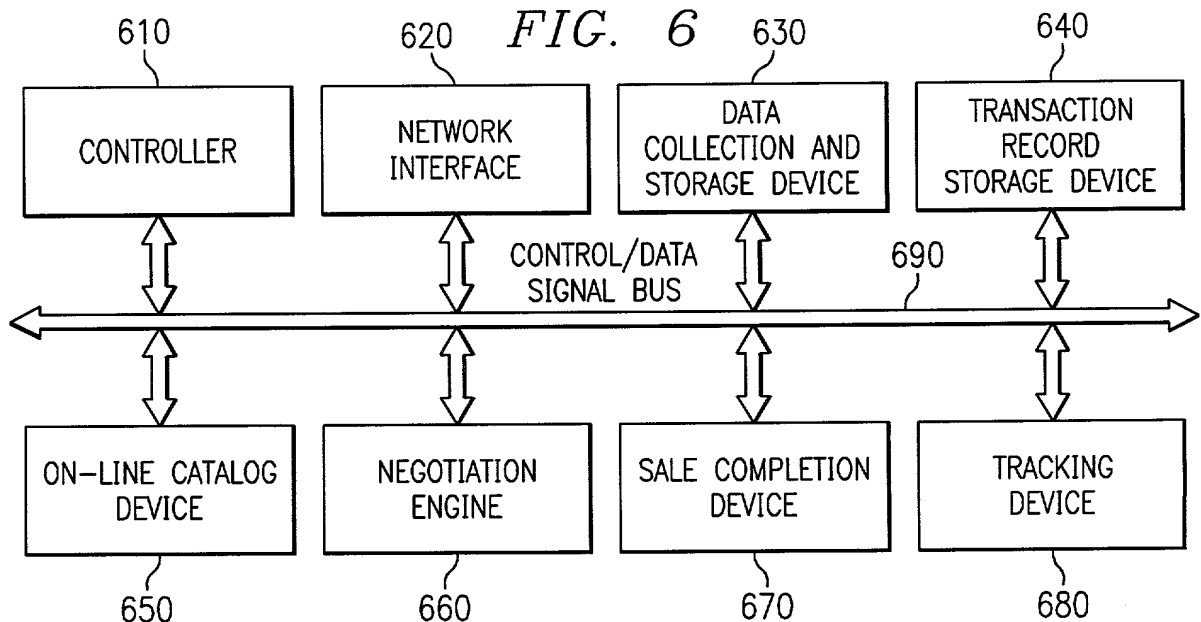 FIG. 6
610
620
630
640
CONTROLLER
NETWORK
INTERFACE
DATA
COLLECTION AND
STORAGE DEVICE
TRANSACTION
RECORD
STORAGE DEVICE
CONTROL/DATA
SIGNAL BUS
690
ON-LINE CATALOG
DEVICE
NEGOTIATION
ENGINE
SALE COMPLETION
DEVICE
TRACKING
DEVICE
650
660
670
680